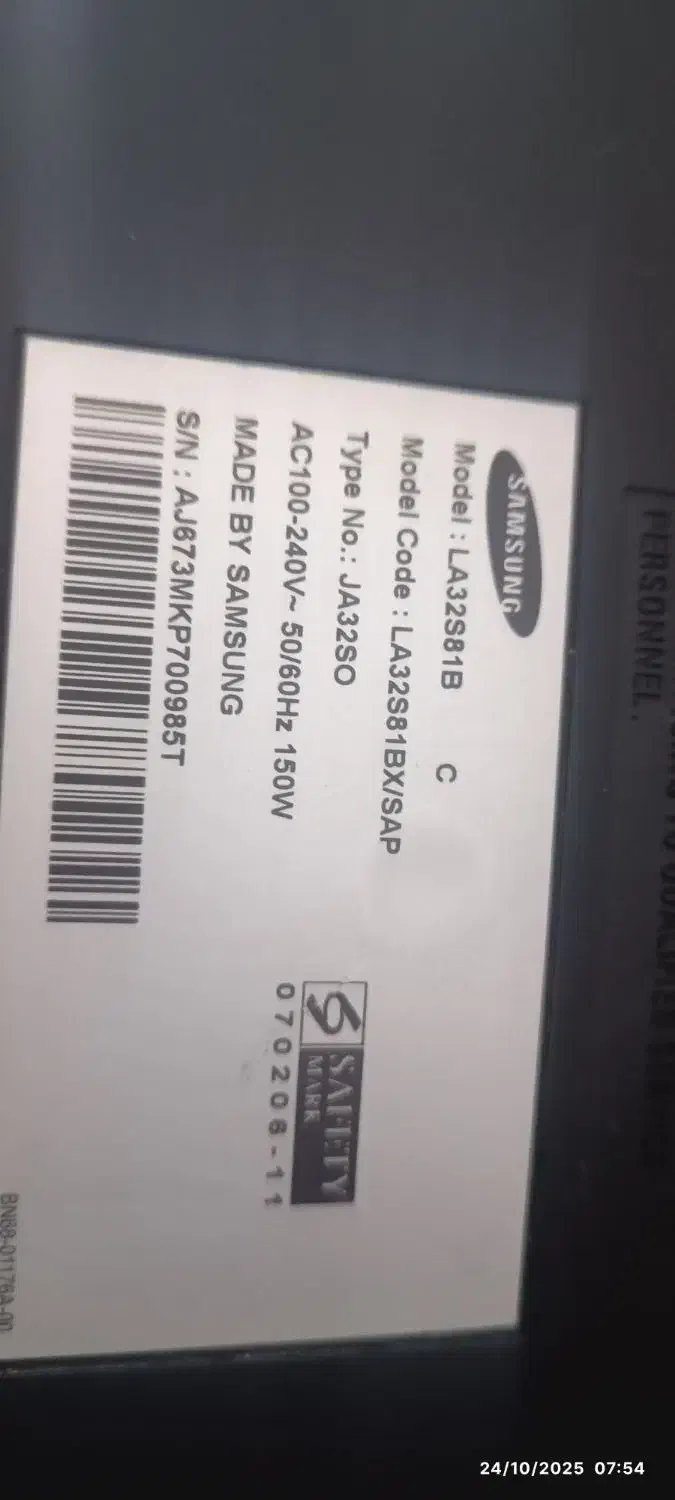 SAMSUNG
Model : LA32S81B C
Model Code : LA32S81BX/SAP
Type No.: JA32SO
AC100-240V~ 50/60Hz 150W
MADE BY SAMSUNG
S/N : AJ673MKP700985T
S SAFETY
MARK
070206-11
PERSONNEL.
24/10/2025 07:54